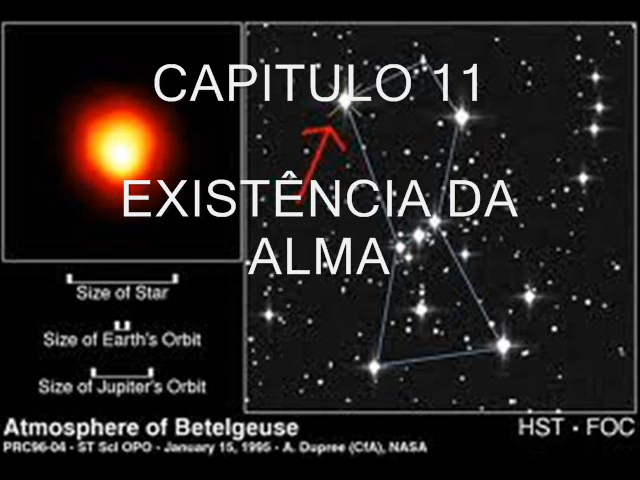 CAPITULO 11
EXISTÊNCIA DA
ALMA
Size of Star
Size of Earth's Orbit
Size of Jupiter's Orbit
Atmosphere of Betelgeuse
HST · FOC
PRC96-04 · ST ScI OPO · January 15, 1995 · A. Dupree (CfA), NASA